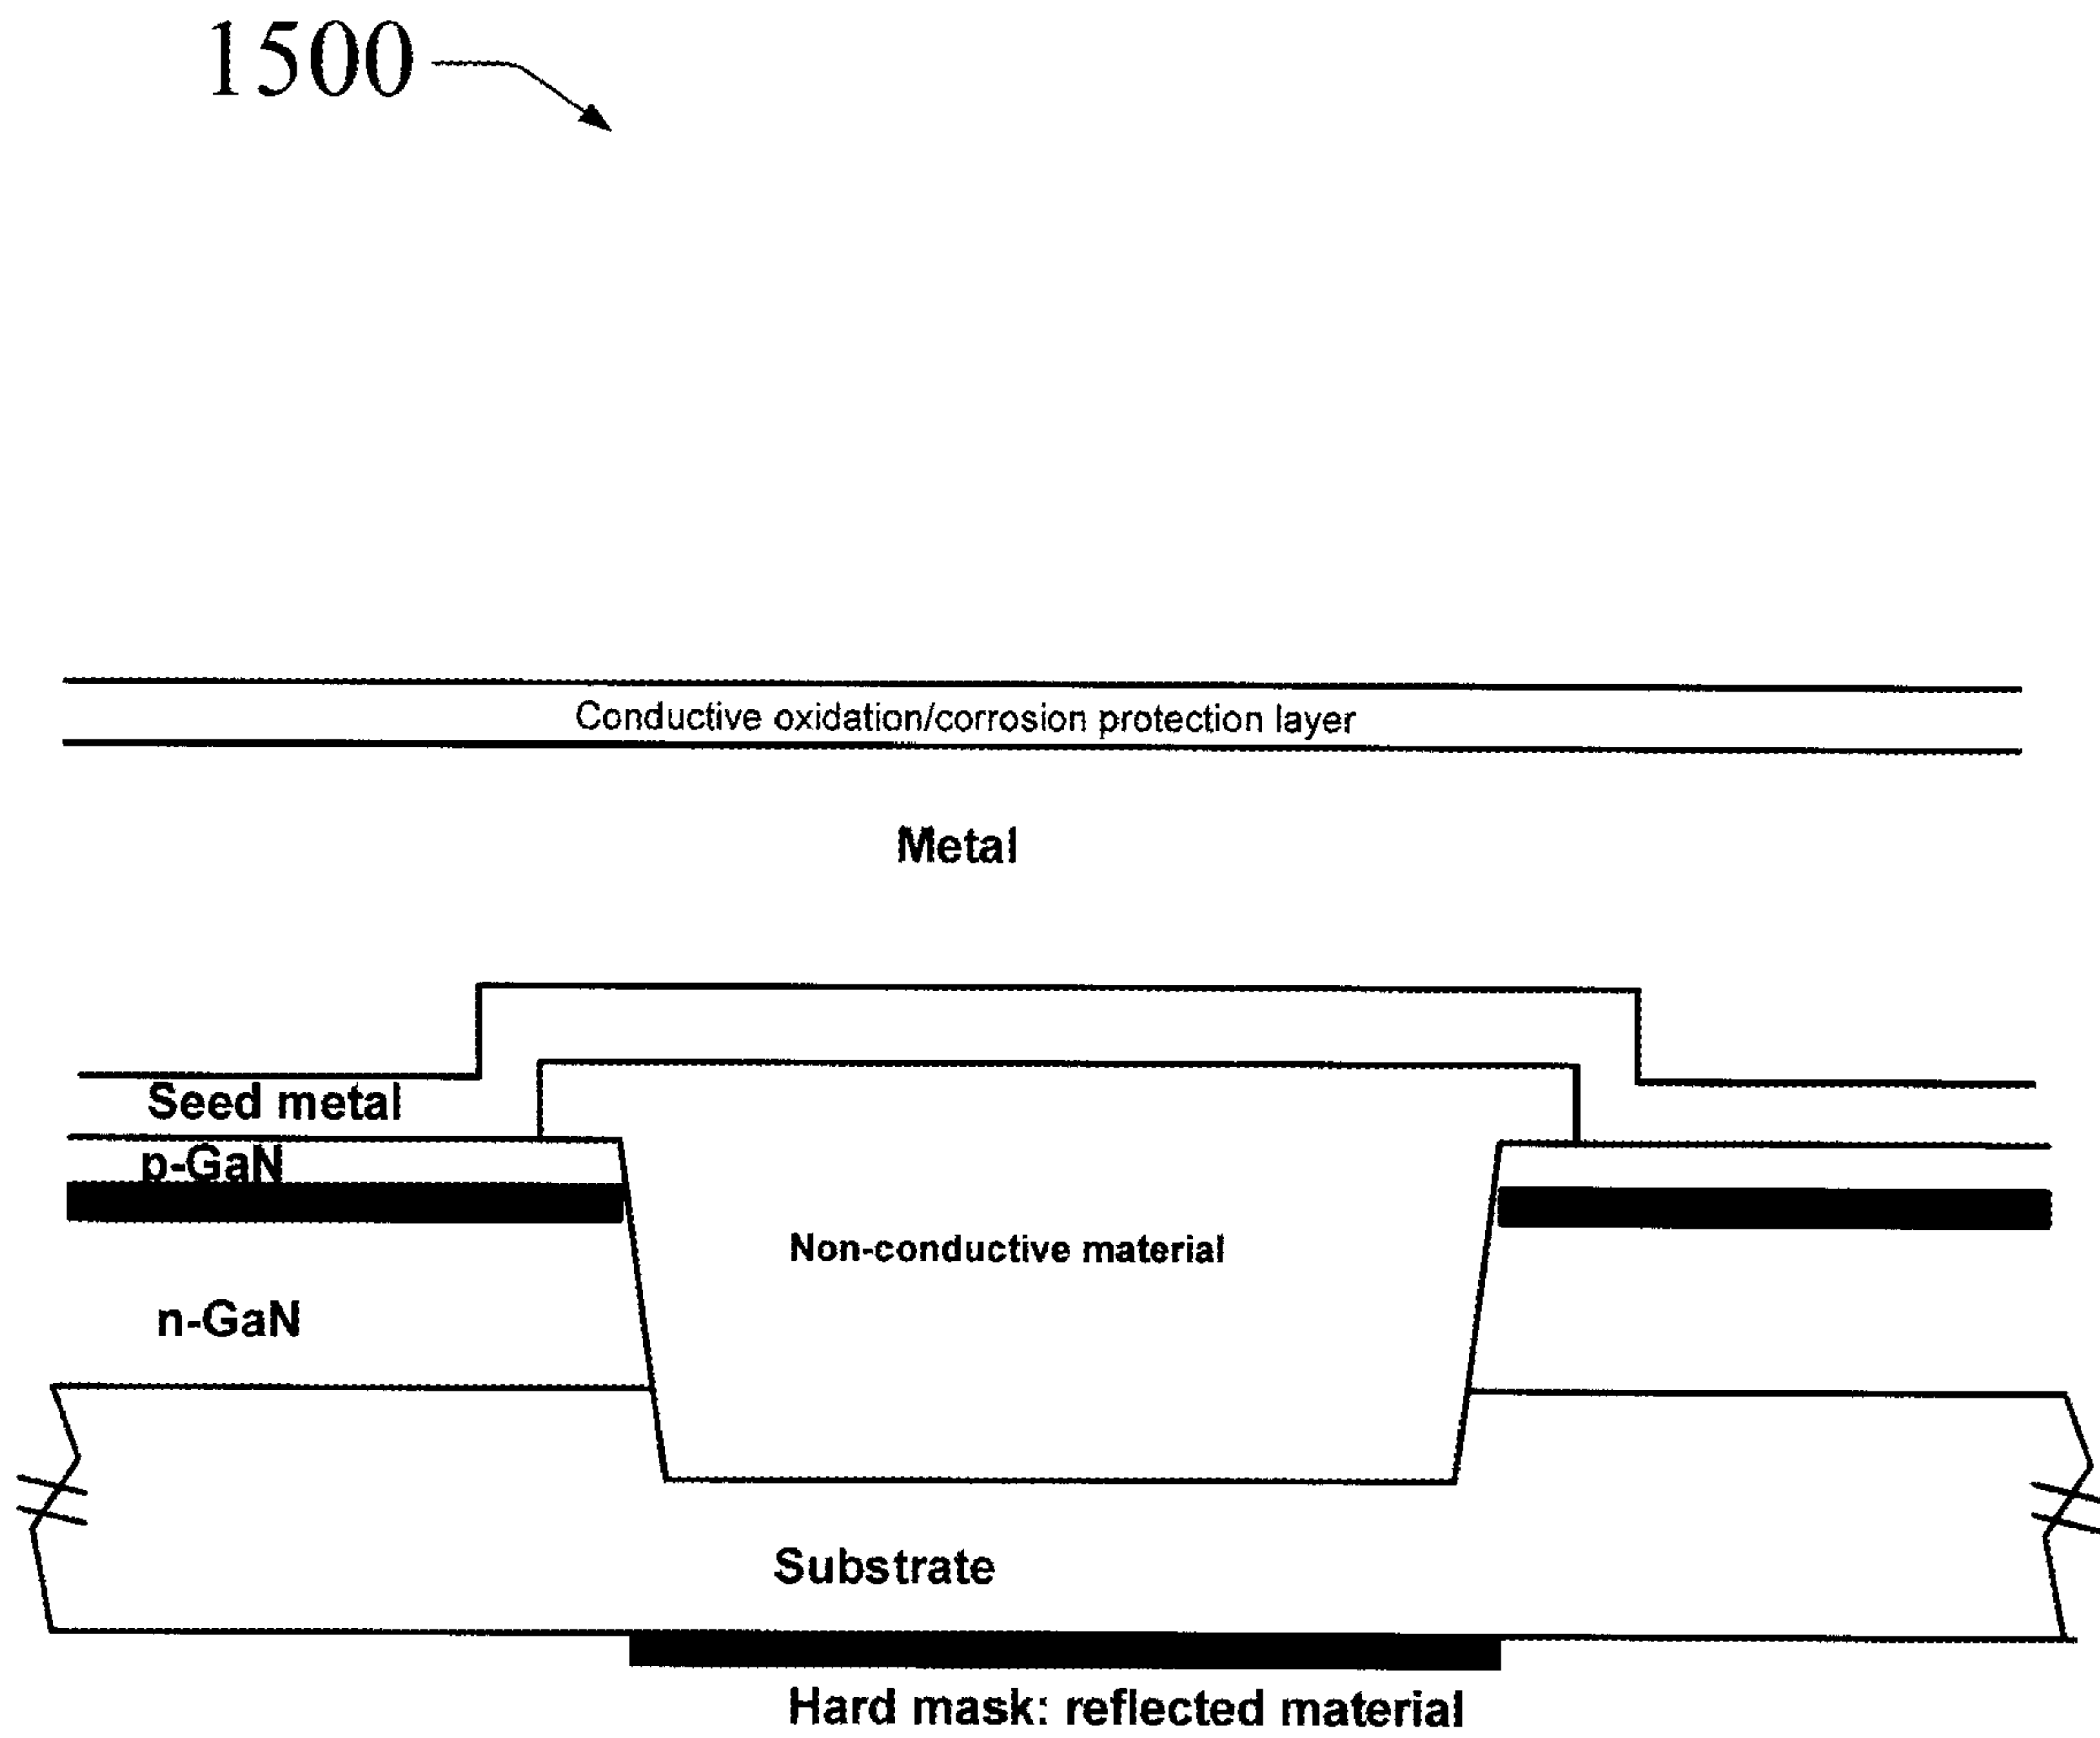 1500
Conductive oxidation/corrosion protection layer
Metal
Seed metal
p-GaN
Non-conductive material
n-GaN
Substrate
Hard mask: reflected material